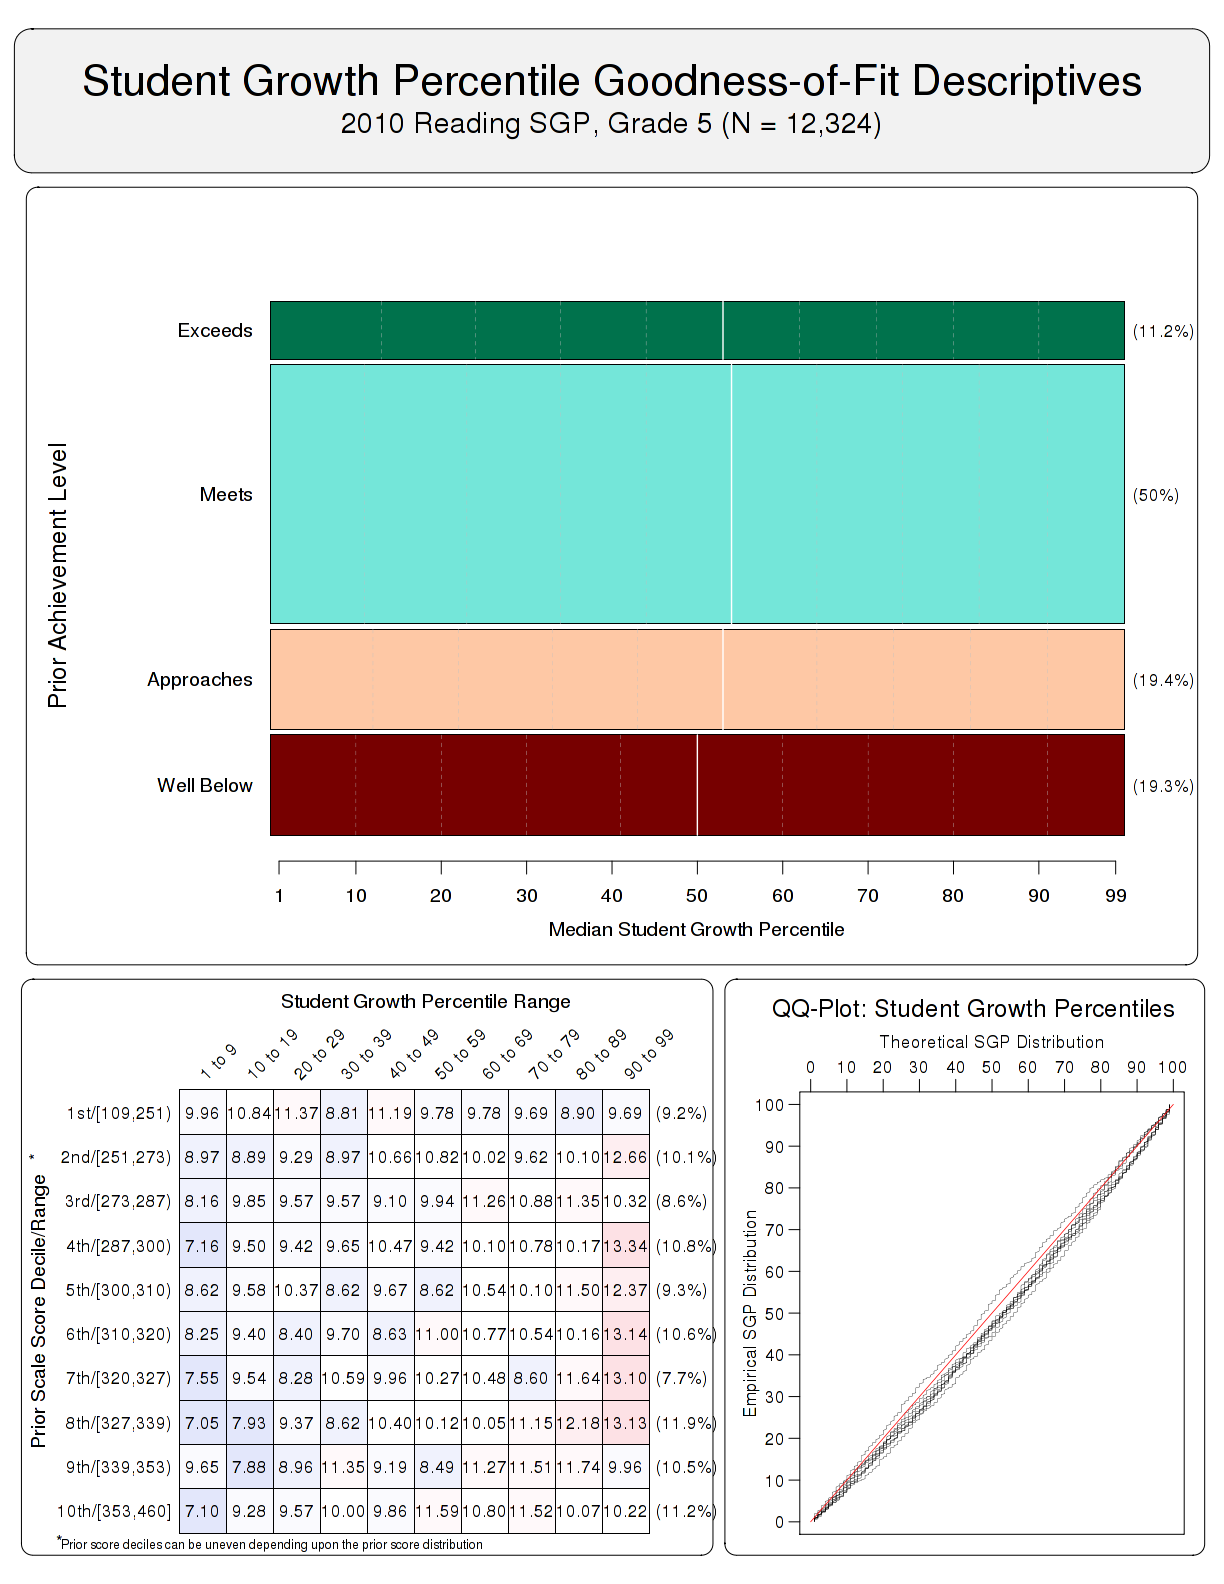 Student Growth Percentile Goodness-of-Fit Descriptives
2010 Reading SGP, Grade 5 (N = 12,324)
Prior Achievement Level
Exceeds (11.2%)
Meets (50%)
Approaches (19.4%)
Well Below (19.3%)
1 10 20 30 40 50 60 70 80 90 99
Median Student Growth Percentile
Student Growth Percentile Range
1 to 9 10 to 19 20 to 29 30 to 39 40 to 49 50 to 59 60 to 69 70 to 79 80 to 89 90 to 99
Prior Scale Score Decile/Range *
1st/[109,251) 9.96 10.84 11.37 8.81 11.19 9.78 9.78 9.69 8.90 9.69 (9.2%)
2nd/[251,273) 8.97 8.89 9.29 8.97 10.66 10.82 10.02 9.62 10.10 12.66 (10.1%)
3rd/[273,287) 8.16 9.85 9.57 9.57 9.10 9.94 11.26 10.88 11.35 10.32 (8.6%)
4th/[287,300) 7.16 9.50 9.42 9.65 10.47 9.42 10.10 10.78 10.17 13.34 (10.8%)
5th/[300,310) 8.62 9.58 10.37 8.62 9.67 8.62 10.54 10.10 11.50 12.37 (9.3%)
6th/[310,320) 8.25 9.40 8.40 9.70 8.63 11.00 10.77 10.54 10.16 13.14 (10.6%)
7th/[320,327) 7.55 9.54 8.28 10.59 9.96 10.27 10.48 8.60 11.64 13.10 (7.7%)
8th/[327,339) 7.05 7.93 9.37 8.62 10.40 10.12 10.05 11.15 12.18 13.13 (11.9%)
9th/[339,353) 9.65 7.88 8.96 11.35 9.19 8.49 11.27 11.51 11.74 9.96 (10.5%)
10th/[353,460] 7.10 9.28 9.57 10.00 9.86 11.59 10.80 11.52 10.07 10.22 (11.2%)
*Prior score deciles can be uneven depending upon the prior score distribution
QQ-Plot: Student Growth Percentiles
Theoretical SGP Distribution
0 10 20 30 40 50 60 70 80 90 100
Empirical SGP Distribution
100
90
80
70
60
50
40
30
20
10
0